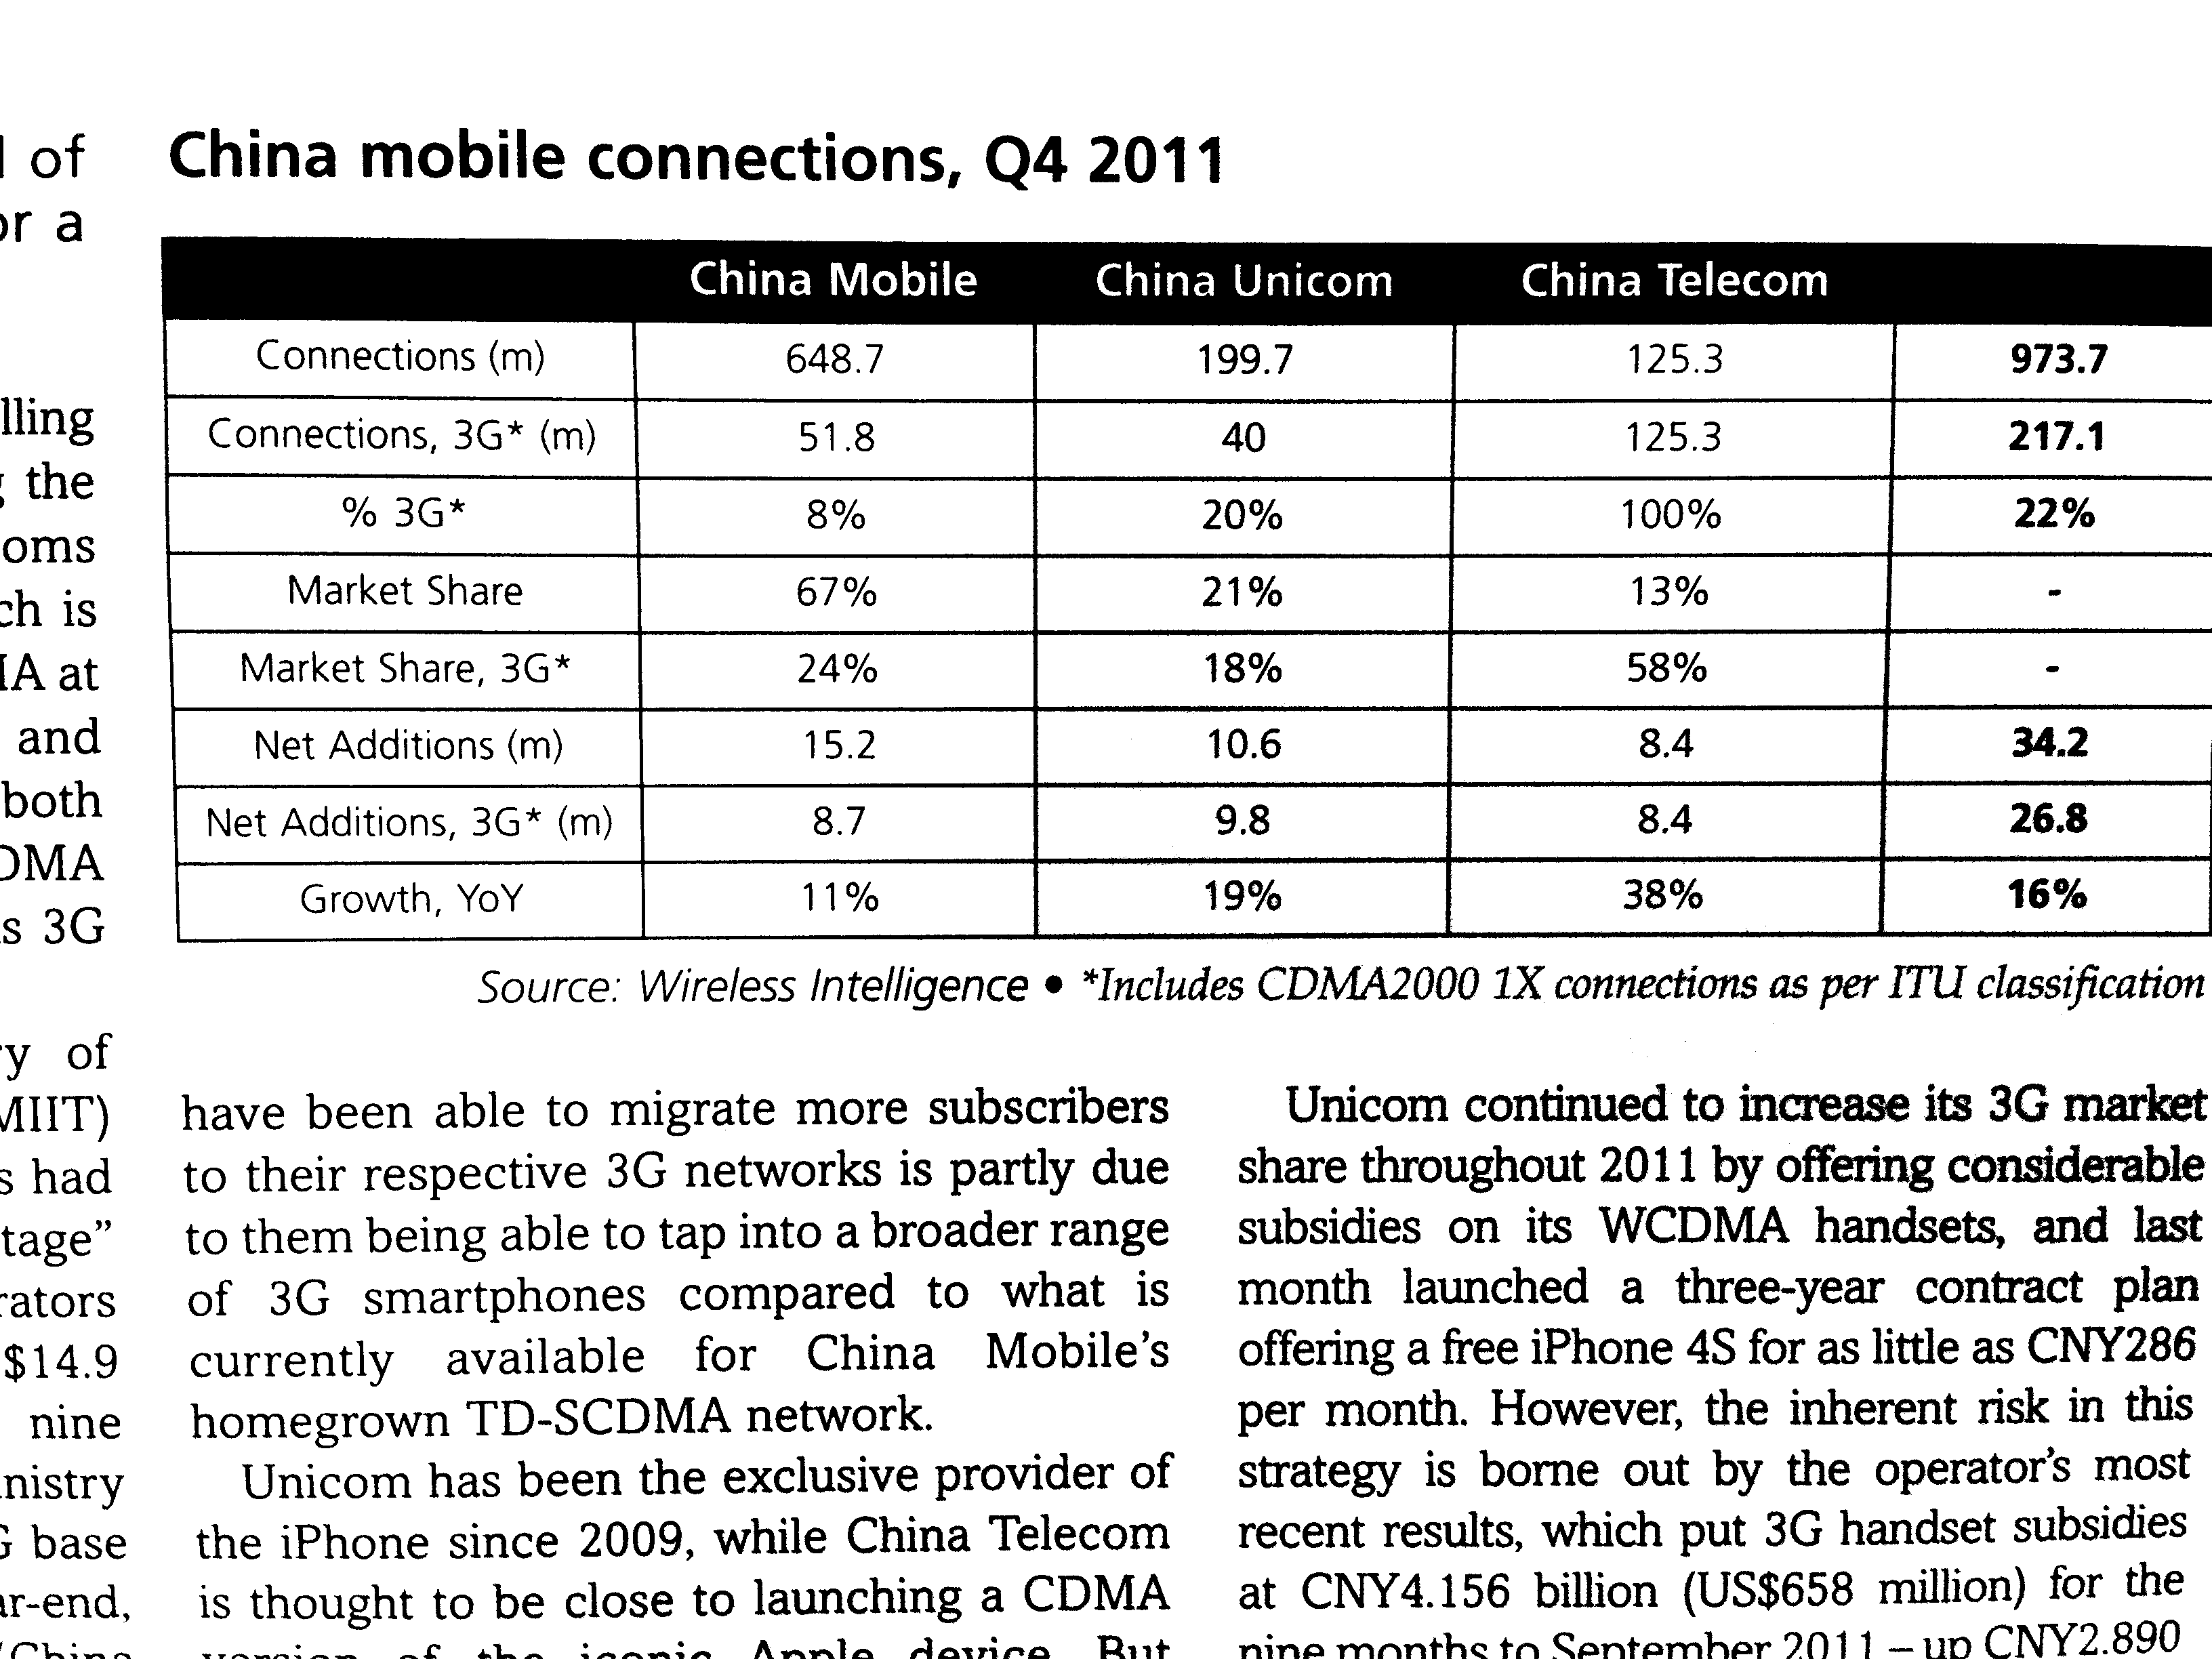 l of
or a
lling
g the
oms
ch is
MA at
and
both
DMA
s 3G
ry of
MIIT)
s had
tage”
rators
$14.9
nine
nistry
G base
ar-end,
“China
China mobile connections, Q4 2011
China Mobile China Unicom China Telecom
Connections (m) 648.7 199.7 125.3 973.7
Connections, 3G* (m) 51.8 40 125.3 217.1
% 3G* 8% 20% 100% 22%
Market Share 67% 21% 13% -
Market Share, 3G* 24% 18% 58% -
Net Additions (m) 15.2 10.6 8.4 34.2
Net Additions, 3G* (m) 8.7 9.8 8.4 26.8
Growth, YoY 11% 19% 38% 16%
Source: Wireless Intelligence • *Includes CDMA2000 1X connections as per ITU classification
have been able to migrate more subscribers
to their respective 3G networks is partly due
to them being able to tap into a broader range
of 3G smartphones compared to what is
currently available for China Mobile’s
homegrown TD-SCDMA network.
Unicom has been the exclusive provider of
the iPhone since 2009, while China Telecom
is thought to be close to launching a CDMA
version of the iconic Apple device. But
Unicom continued to increase its 3G market
share throughout 2011 by offering considerable
subsidies on its WCDMA handsets, and last
month launched a three-year contract plan
offering a free iPhone 4S for as little as CNY286
per month. However, the inherent risk in this
strategy is borne out by the operator’s most
recent results, which put 3G handset subsidies
at CNY4.156 billion (US$658 million) for the
nine months to September 2011 – up CNY2.890